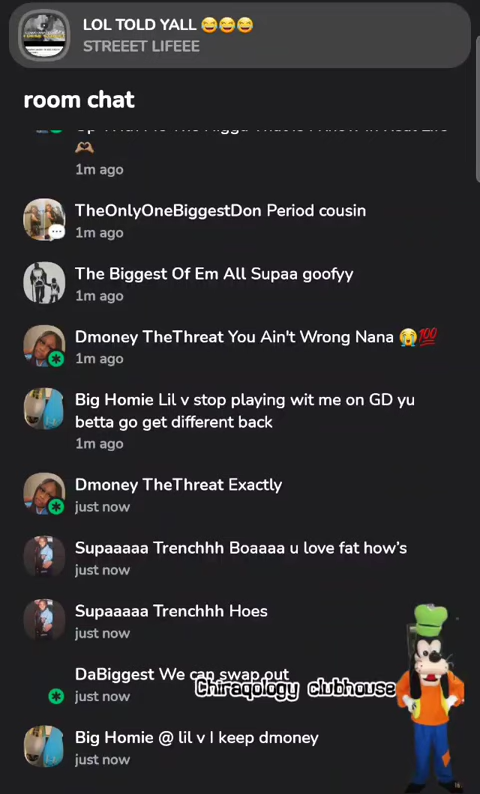 LOL TOLD YALL 😂😂😂
STREEET LIFEEE
room chat
🫶🏽
1m ago
TheOnlyOneBiggestDon Period cousin
1m ago
The Biggest Of Em All Supaa goofyy
1m ago
Dmoney TheThreat You Ain't Wrong Nana 😭💯
1m ago
Big Homie Lil v stop playing wit me on GD yu
betta go get different back
1m ago
Dmoney TheThreat Exactly
just now
Supaaaaa Trenchhh Boaaaa u love fat how's
just now
Supaaaaa Trenchhh Hoes
just now
DaBiggest We can swap out
just now
Chiraqology clubhouse
Big Homie @ lil v I keep dmoney
just now